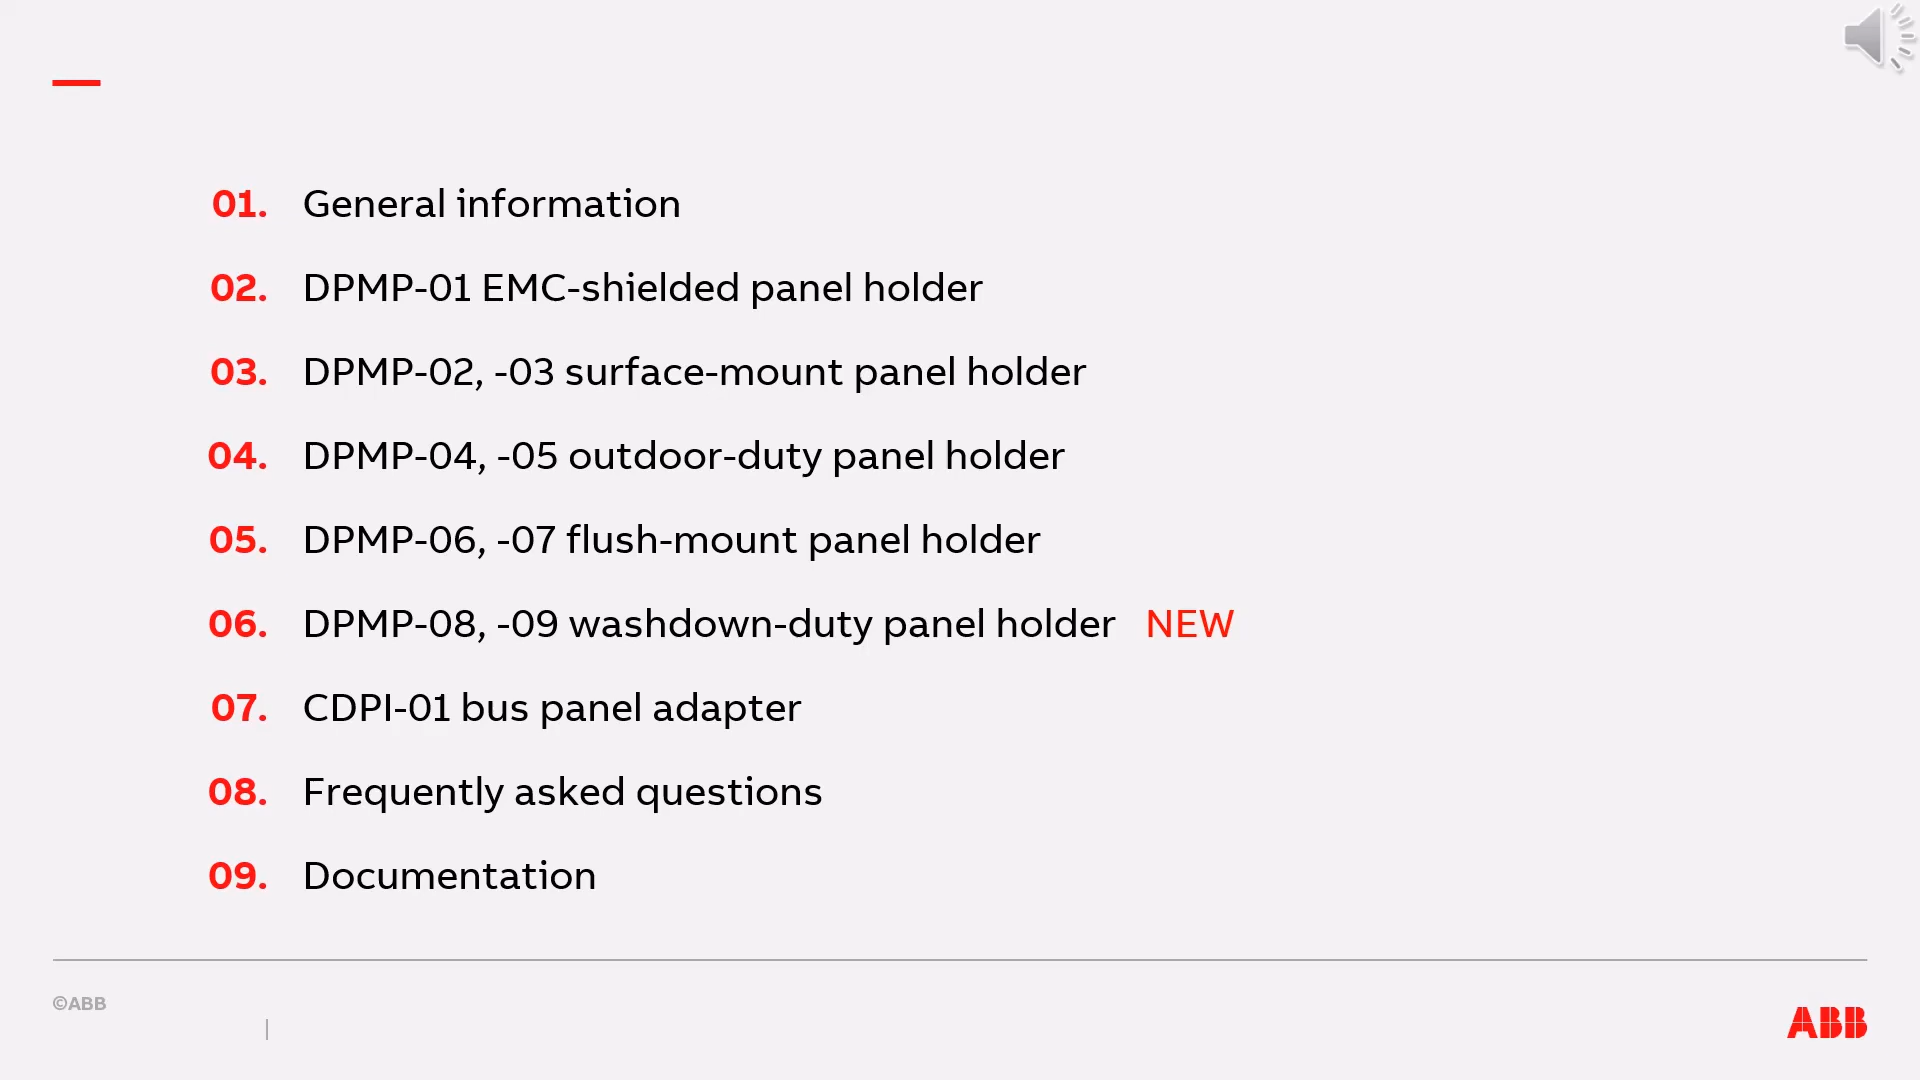 01. General information
02. DPMP-01 EMC-shielded panel holder
03. DPMP-02, -03 surface-mount panel holder
04. DPMP-04, -05 outdoor-duty panel holder
05. DPMP-06, -07 flush-mount panel holder
06. DPMP-08, -09 washdown-duty panel holder NEW
07. CDPI-01 bus panel adapter
08. Frequently asked questions
09. Documentation
©ABB
ABB